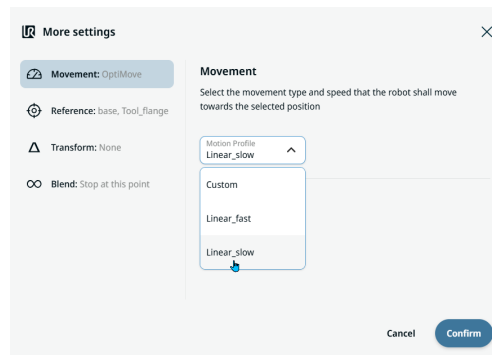 More settings
Movement: OptiMove
Reference: base, Tool_flange
Transform: None
Blend: Stop at this point
Movement
Select the movement type and speed that the robot shall move
towards the selected position
Motion Profile
Linear_slow
Custom
Linear_fast
Linear_slow
Cancel
Confirm